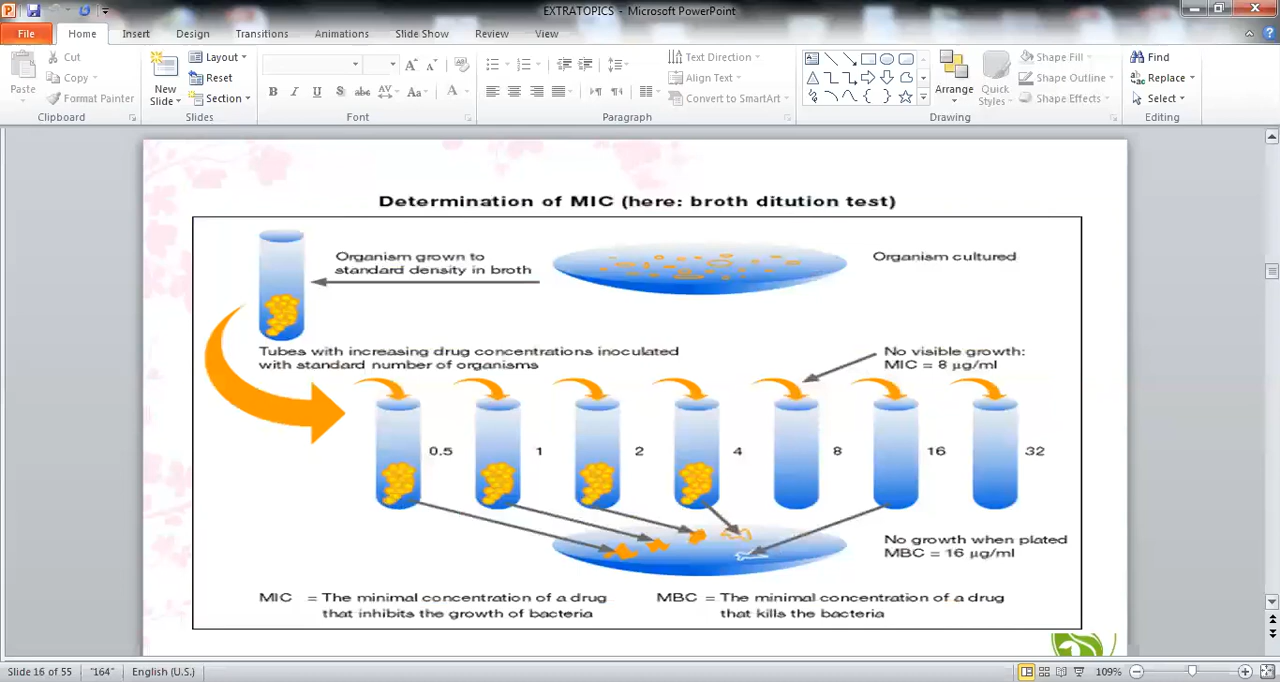 EXTRATOPICS - Microsoft PowerPoint
File Home Insert Design Transitions Animations Slide Show Review View
Cut Layout Text Direction Shape Fill Find
Copy Reset Align Text Shape Outline Replace
Paste Format Painter New Slide Section Convert to SmartArt Arrange Quick Styles Shape Effects Select
B I U S abc AV Aa A
Clipboard Slides Font Paragraph Drawing Editing
Determination of MIC (here: broth ditution test)
Organism grown to
standard density in broth
Organism cultured
Tubes with increasing drug concentrations inoculated
with standard number of organisms
No visible growth:
MIC = 8 µg/ml
0.5 1 2 4 8 16 32
No growth when plated
MBC = 16 µg/ml
MIC = The minimal concentration of a drug
that inhibits the growth of bacteria
MBC = The minimal concentration of a drug
that kills the bacteria
Slide 16 of 55 "164" English (U.S.) 109%